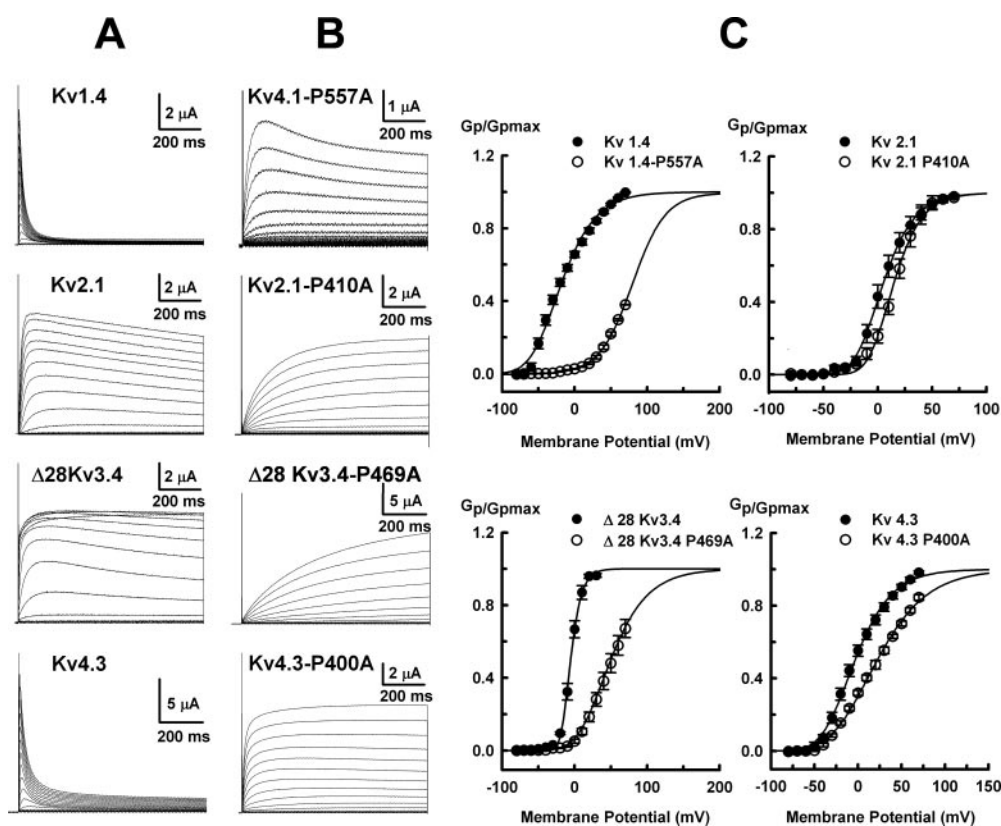 A
B
C
Kv1.4
2 µA
200 ms
Kv4.1-P557A
1 µA
200 ms
Kv2.1
2 µA
200 ms
Kv2.1-P410A
2 µA
200 ms
Δ28Kv3.4
2 µA
200 ms
Δ28 Kv3.4-P469A
5 µA
200 ms
Kv4.3
5 µA
200 ms
Kv4.3-P400A
2 µA
200 ms
Gp/Gpmax
Kv 1.4
Kv 1.4-P557A
1.2
0.8
0.4
0.0
-100 0 100 200
Membrane Potential (mV)
Gp/Gpmax
Kv 2.1
Kv 2.1 P410A
1.2
0.8
0.4
0.0
-100 -50 0 50 100
Membrane Potential (mV)
Gp/Gpmax
Δ 28 Kv3.4
Δ 28 Kv3.4 P469A
1.2
0.8
0.4
0.0
-100 -50 0 50 100 150
Membrane Potential (mV)
Gp/Gpmax
Kv 4.3
Kv 4.3 P400A
1.2
0.8
0.4
0.0
-100 -50 0 50 100 150
Membrane Potential (mV)